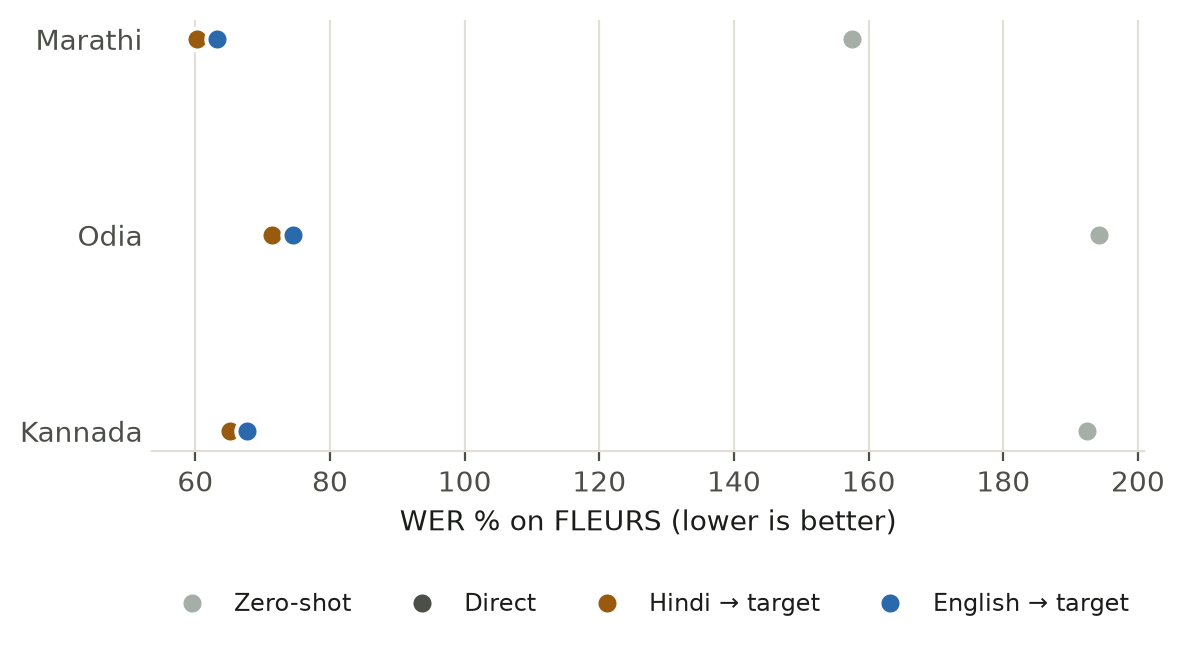 Marathi
Odia
Kannada
60 80 100 120 140 160 180 200
WER % on FLEURS (lower is better)
Zero-shot Direct Hindi → target English → target